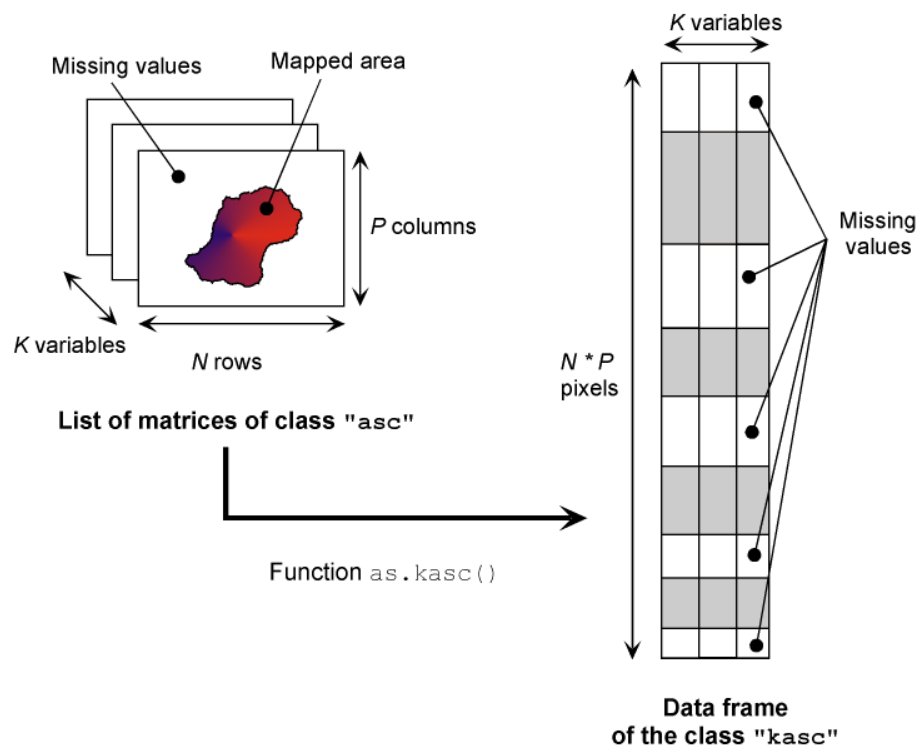 Missing values
Mapped area
P columns
K variables
N rows
List of matrices of class "asc"
Function as.kasc()
K variables
N * P
pixels
Missing
values
Data frame
of the class "kasc"